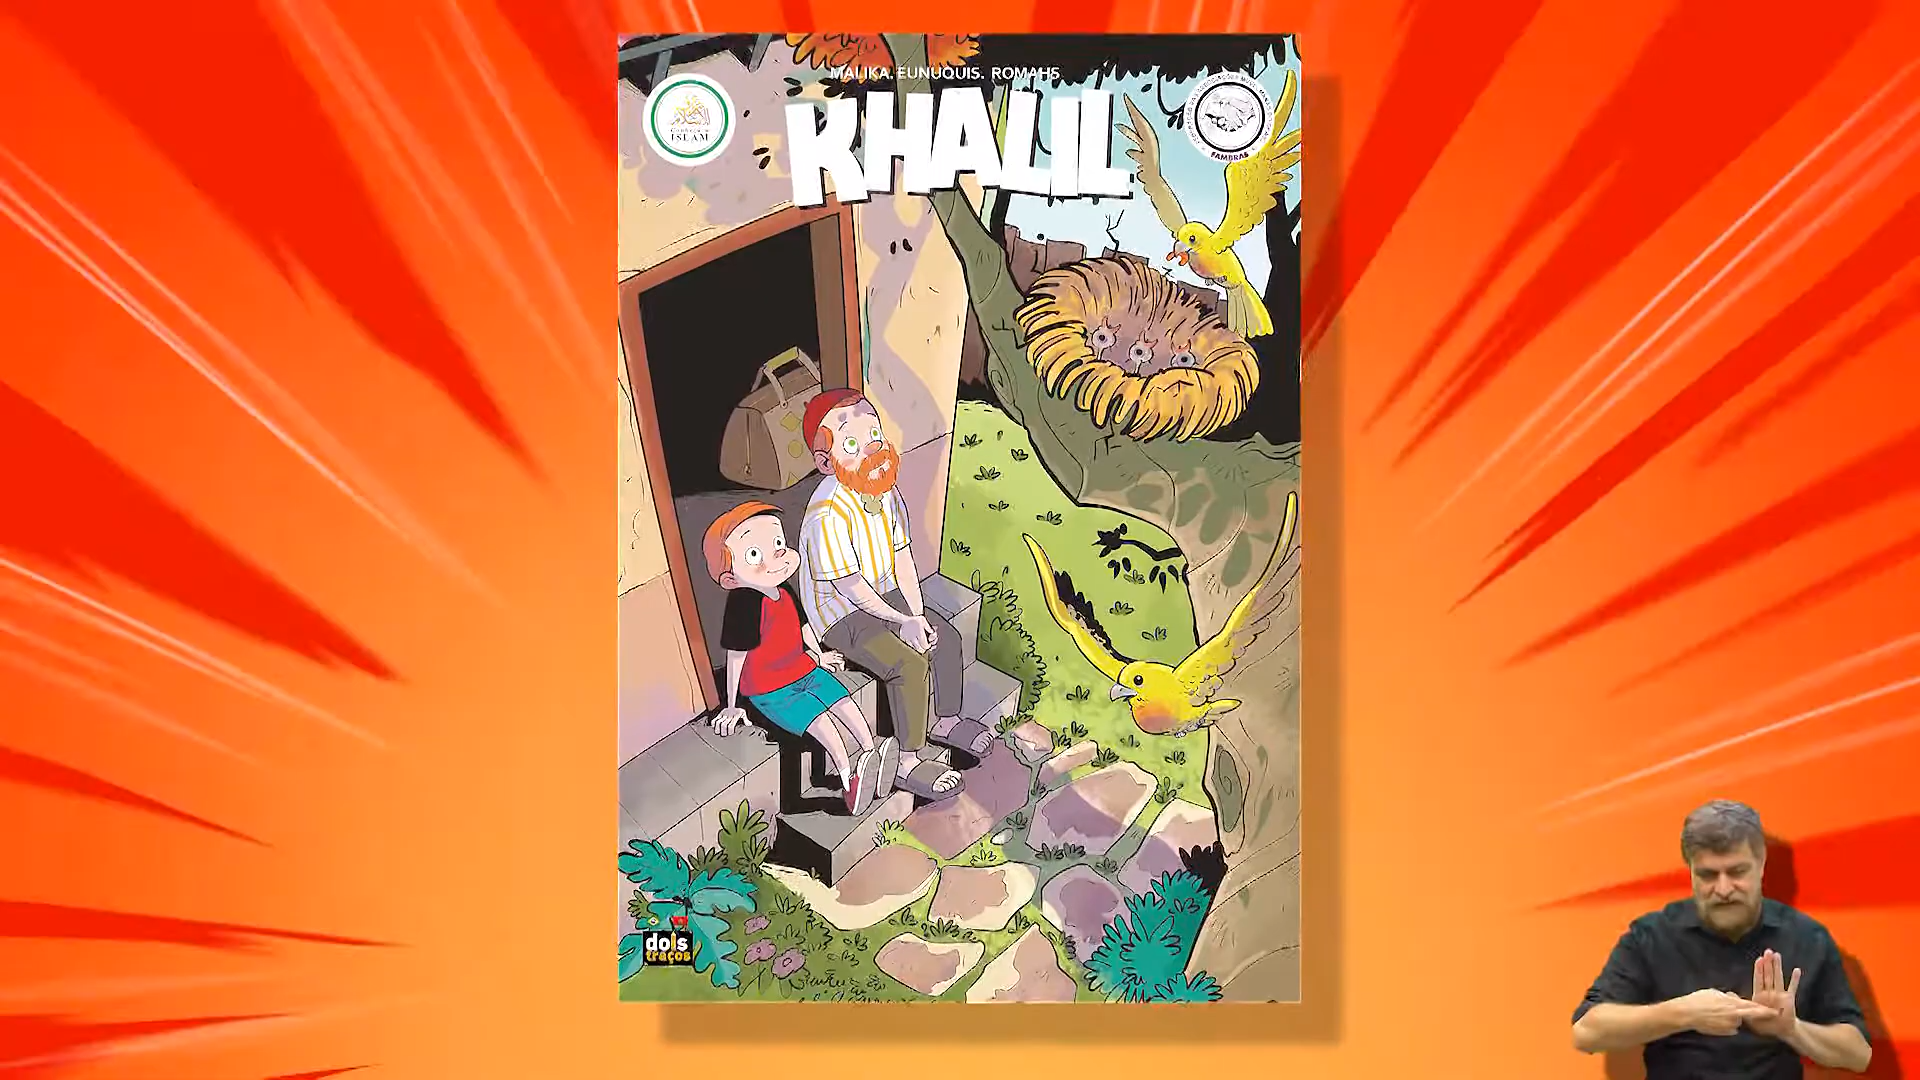 MALIKA. EUNUQUIS. ROMAHS
KHALIL
ISLAM
FAMBRAS
dois
traços